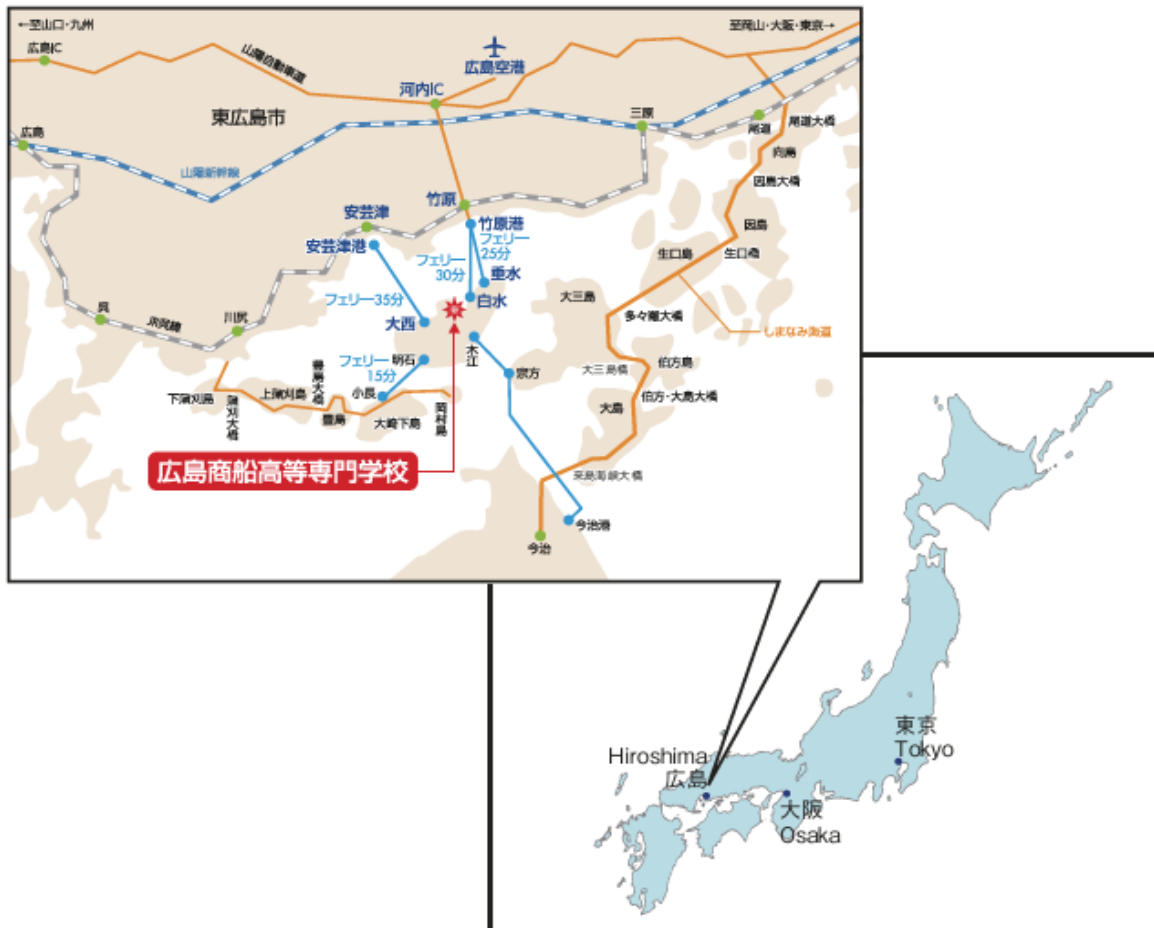 ←至山口・九州
至岡山・大阪・東京→
広島IC
山陽自動車道
広島空港
河内IC
東広島市
三原
尾道
尾道大橋
広島
向島
山陽新幹線
因島大橋
竹原
安芸津
竹原港
因島
安芸津港
フェリー
25分
フェリー
30分
生口島
生口橋
垂水
白水
大三島
フェリー35分
多々羅大橋
呉
JR呉線
川尻
大西
しまなみ海道
木江
明石
フェリー
15分
宗方
大三島橋
伯方島
豊島大橋
小長
下蒲刈島
上蒲刈島
蒲刈大橋
豊島
大崎下島
岡村島
大島
伯方・大島大橋
広島商船高等専門学校
来島海峡大橋
今治港
今治
東京
Tokyo
Hiroshima
広島
大阪
Osaka